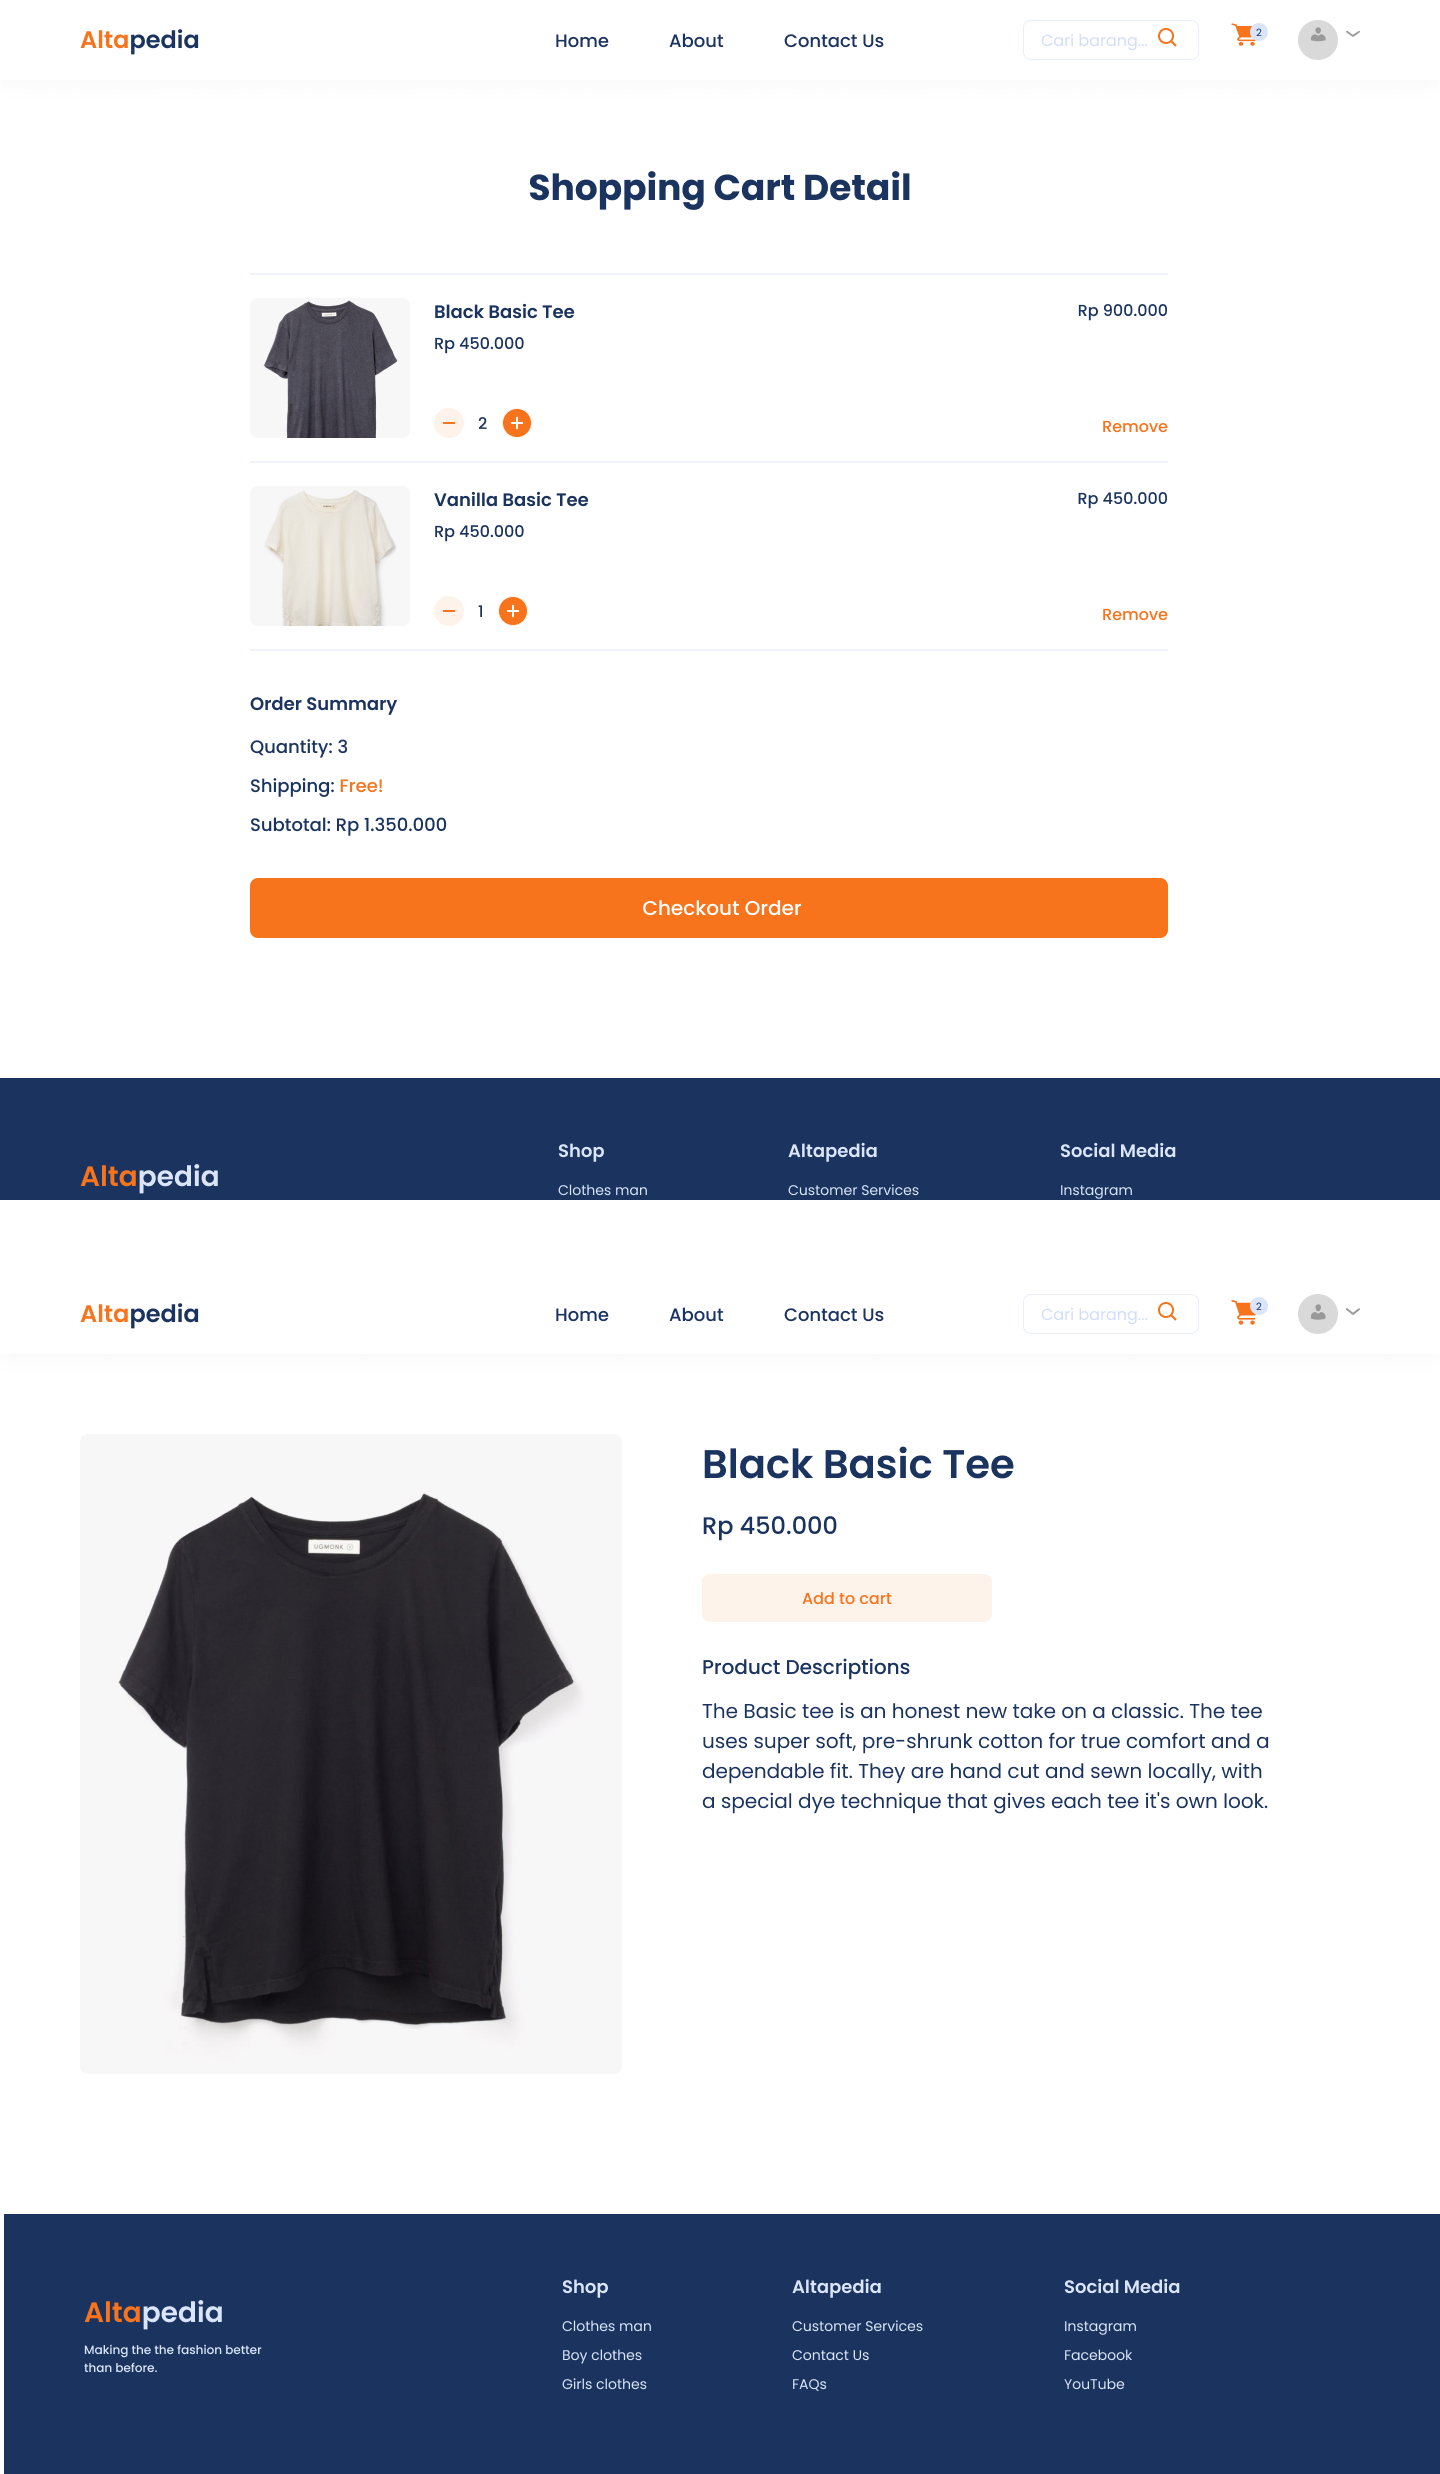 Altapedia
Home About Contact Us Cari barang... 2
Shopping Cart Detail
Black Basic Tee Rp 900.000
Rp 450.000
2
Remove
Vanilla Basic Tee Rp 450.000
Rp 450.000
1
Remove
Order Summary
Quantity: 3
Shipping: Free!
Subtotal: Rp 1.350.000
Checkout Order
Altapedia
Shop
Clothes man
Altapedia
Customer Services
Social Media
Instagram
Altapedia
Home About Contact Us Cari barang... 2
UGMONK
Black Basic Tee
Rp 450.000
Add to cart
Product Descriptions
The Basic tee is an honest new take on a classic. The tee
uses super soft, pre-shrunk cotton for true comfort and a
dependable fit. They are hand cut and sewn locally, with
a special dye technique that gives each tee it's own look.
Altapedia
Making the the fashion better
than before.
Shop
Clothes man
Boy clothes
Girls clothes
Altapedia
Customer Services
Contact Us
FAQs
Social Media
Instagram
Facebook
YouTube